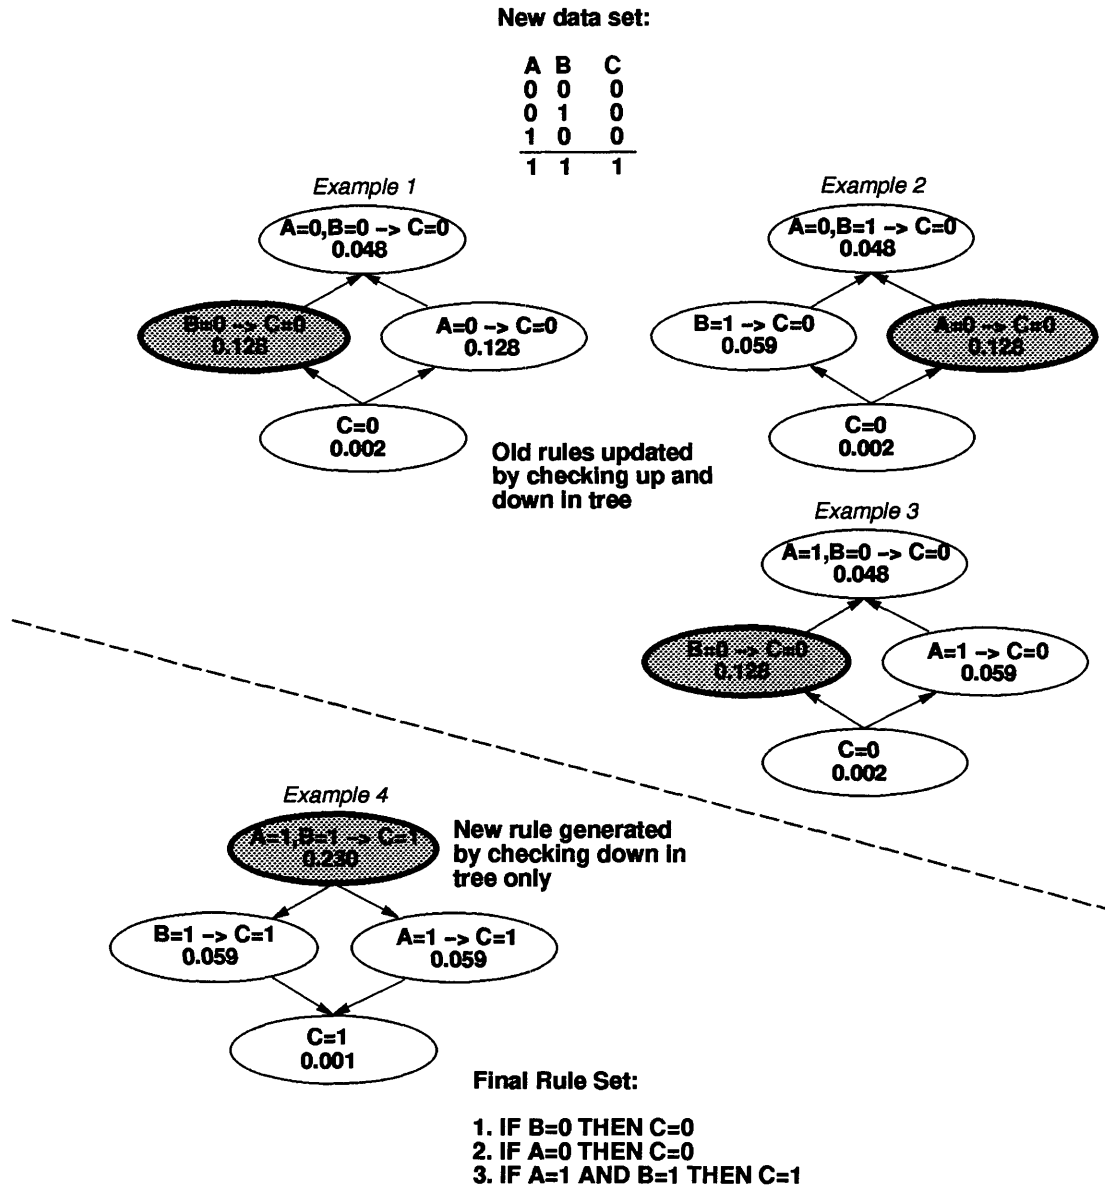 New data set:
A B C
0 0 0
0 1 0
1 0 0
1 1 1
Example 1
A=0,B=0 -> C=0
0.048
B=0 -> C=0
0.128
A=0 -> C=0
0.128
C=0
0.002
Example 2
A=0,B=1 -> C=0
0.048
B=1 -> C=0
0.059
A=0 -> C=0
0.128
C=0
0.002
Old rules updated
by checking up and
down in tree
Example 3
A=1,B=0 -> C=0
0.048
B=0 -> C=0
0.128
A=1 -> C=0
0.059
C=0
0.002
Example 4
A=1,B=1 -> C=1
0.230
New rule generated
by checking down in
tree only
B=1 -> C=1
0.059
A=1 -> C=1
0.059
C=1
0.001
Final Rule Set:
1. IF B=0 THEN C=0
2. IF A=0 THEN C=0
3. IF A=1 AND B=1 THEN C=1